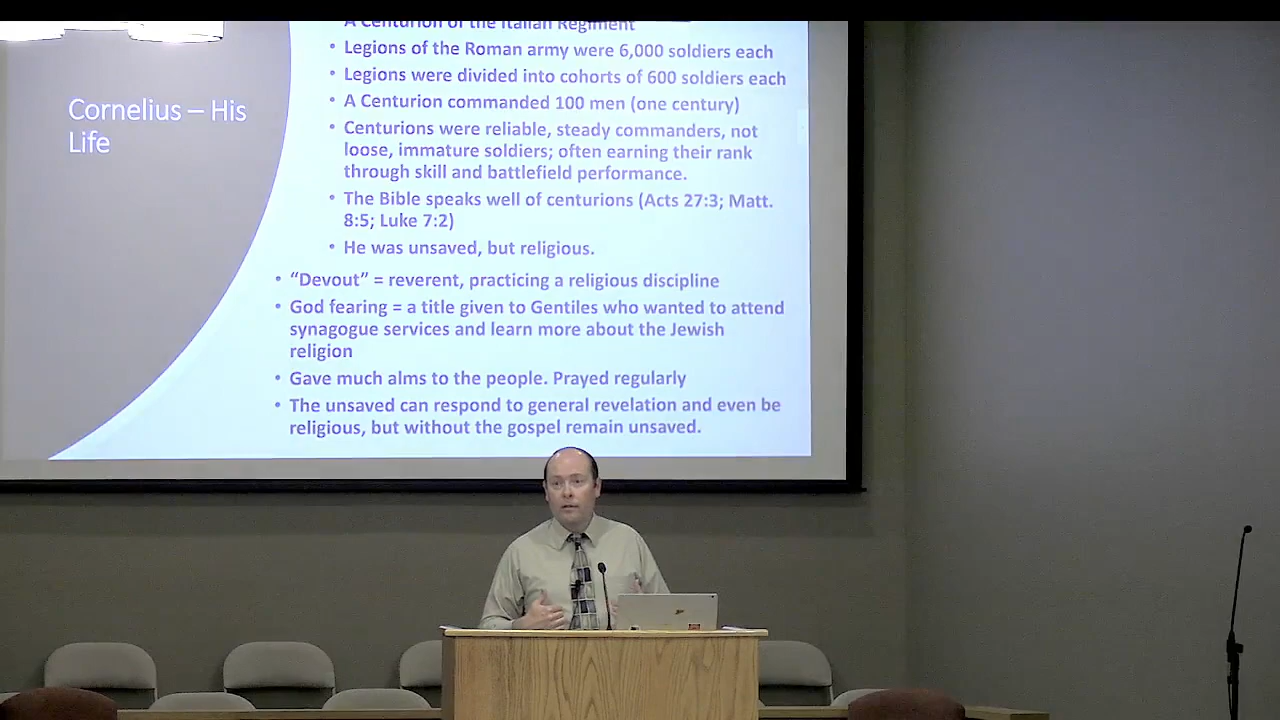 Cornelius – His
Life
A Centurion of the Italian Regiment
• Legions of the Roman army were 6,000 soldiers each
• Legions were divided into cohorts of 600 soldiers each
• A Centurion commanded 100 men (one century)
• Centurions were reliable, steady commanders, not
loose, immature soldiers; often earning their rank
through skill and battlefield performance.
• The Bible speaks well of centurions (Acts 27:3; Matt.
8:5; Luke 7:2)
• He was unsaved, but religious.
• “Devout” = reverent, practicing a religious discipline
• God fearing = a title given to Gentiles who wanted to attend
synagogue services and learn more about the Jewish
religion
• Gave much alms to the people. Prayed regularly
• The unsaved can respond to general revelation and even be
religious, but without the gospel remain unsaved.